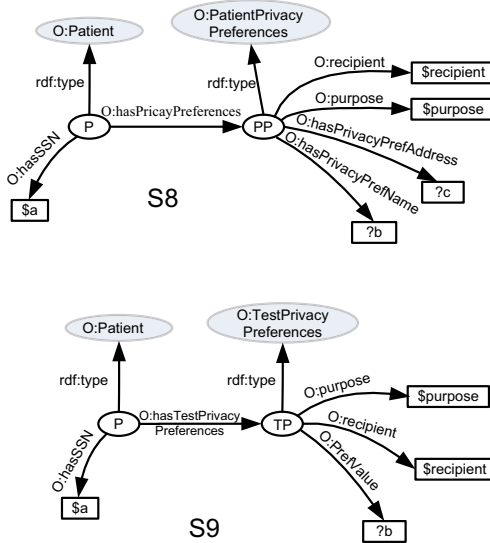 O:Patient
O:PatientPrivacy
Preferences
rdf:type
rdf:type
O:recipient
$recipient
O:purpose
$purpose
O:hasPricayPreferences
P
PP
O:hasPrivacyPrefAddress
?c
O:hasPrivacyPrefName
?b
O:hasSSN
$a
S8
O:Patient
O:TestPrivacy
Preferences
rdf:type
rdf:type
O:purpose
$purpose
P
O:hasTestPrivacy
Preferences
TP
O:recipient
$recipient
O:PrefValue
?b
O:hasSSN
$a
S9